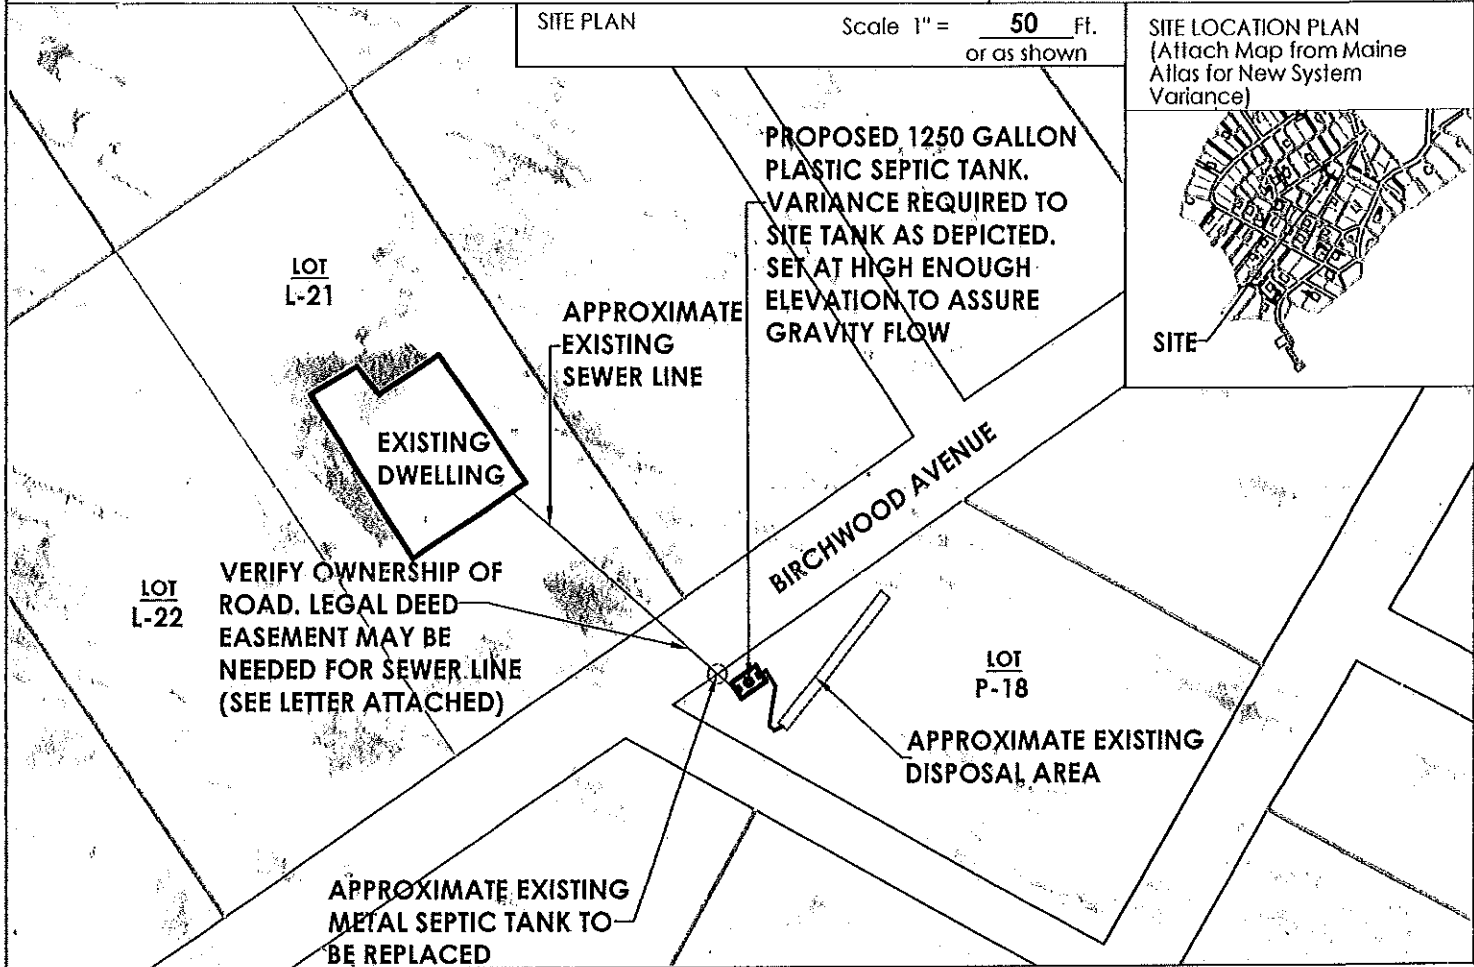 SITE PLAN
Scale 1" = 50 Ft.
or as shown
SITE LOCATION PLAN
(Attach Map from Maine
Atlas for New System
Variance)
SITE
PROPOSED 1250 GALLON
PLASTIC SEPTIC TANK.
VARIANCE REQUIRED TO
SITE TANK AS DEPICTED.
SET AT HIGH ENOUGH
ELEVATION TO ASSURE
GRAVITY FLOW
LOT
L-21
APPROXIMATE
EXISTING
SEWER LINE
EXISTING
DWELLING
BIRCHWOOD AVENUE
LOT
L-22
VERIFY OWNERSHIP OF
ROAD. LEGAL DEED
EASEMENT MAY BE
NEEDED FOR SEWER LINE
(SEE LETTER ATTACHED)
LOT
P-18
APPROXIMATE EXISTING
DISPOSAL AREA
APPROXIMATE EXISTING
METAL SEPTIC TANK TO
BE REPLACED